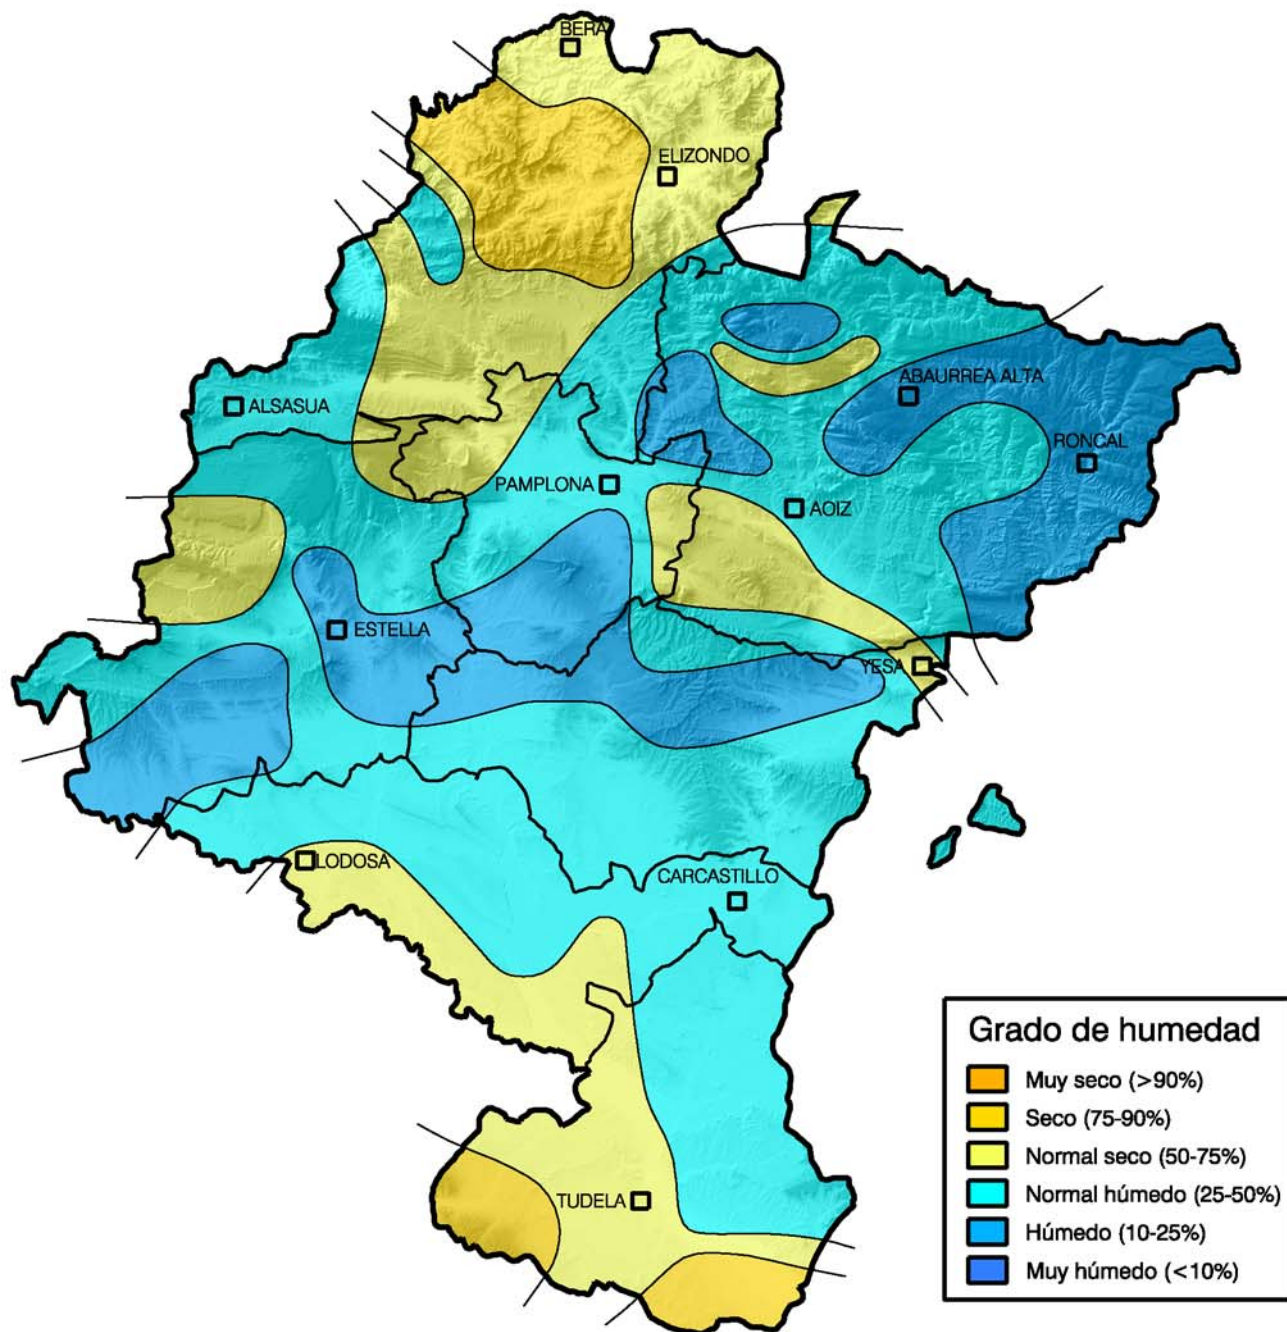 BERA
ELIZONDO
ABAURREA ALTA
ALSASUA
RONCAL
PAMPLONA
AOIZ
ESTELLA
YESA
LODOSA
CARCASTILLO
TUDELA
Grado de humedad
Muy seco (>90%)
Seco (75-90%)
Normal seco (50-75%)
Normal húmedo (25-50%)
Húmedo (10-25%)
Muy húmedo (<10%)